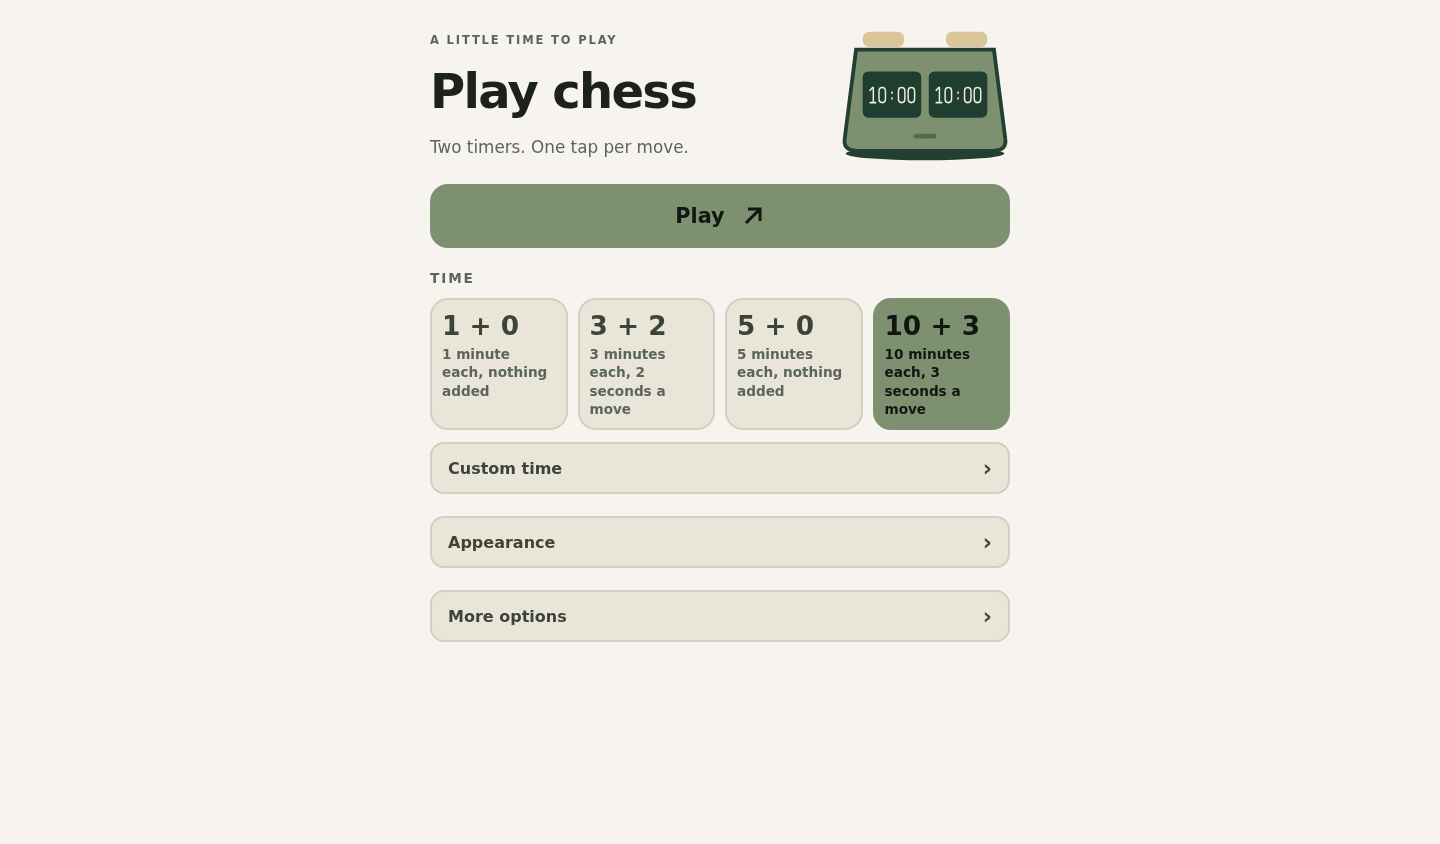 A LITTLE TIME TO PLAY
Play chess
Two timers. One tap per move.
10:00 10:00
Play
TIME
1 + 0
1 minute
each, nothing
added
3 + 2
3 minutes
each, 2
seconds a
move
5 + 0
5 minutes
each, nothing
added
10 + 3
10 minutes
each, 3
seconds a
move
Custom time
Appearance
More options